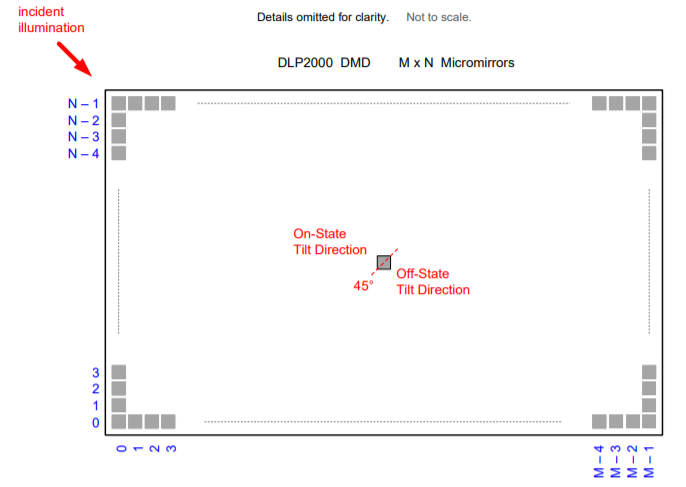 incident
illumination
Details omitted for clarity. Not to scale.
DLP2000 DMD M x N Micromirrors
N – 1
N – 2
N – 3
N – 4
On-State
Tilt Direction
45°
Off-State
Tilt Direction
3
2
1
0
0
1
2
3
M – 4
M – 3
M – 2
M – 1